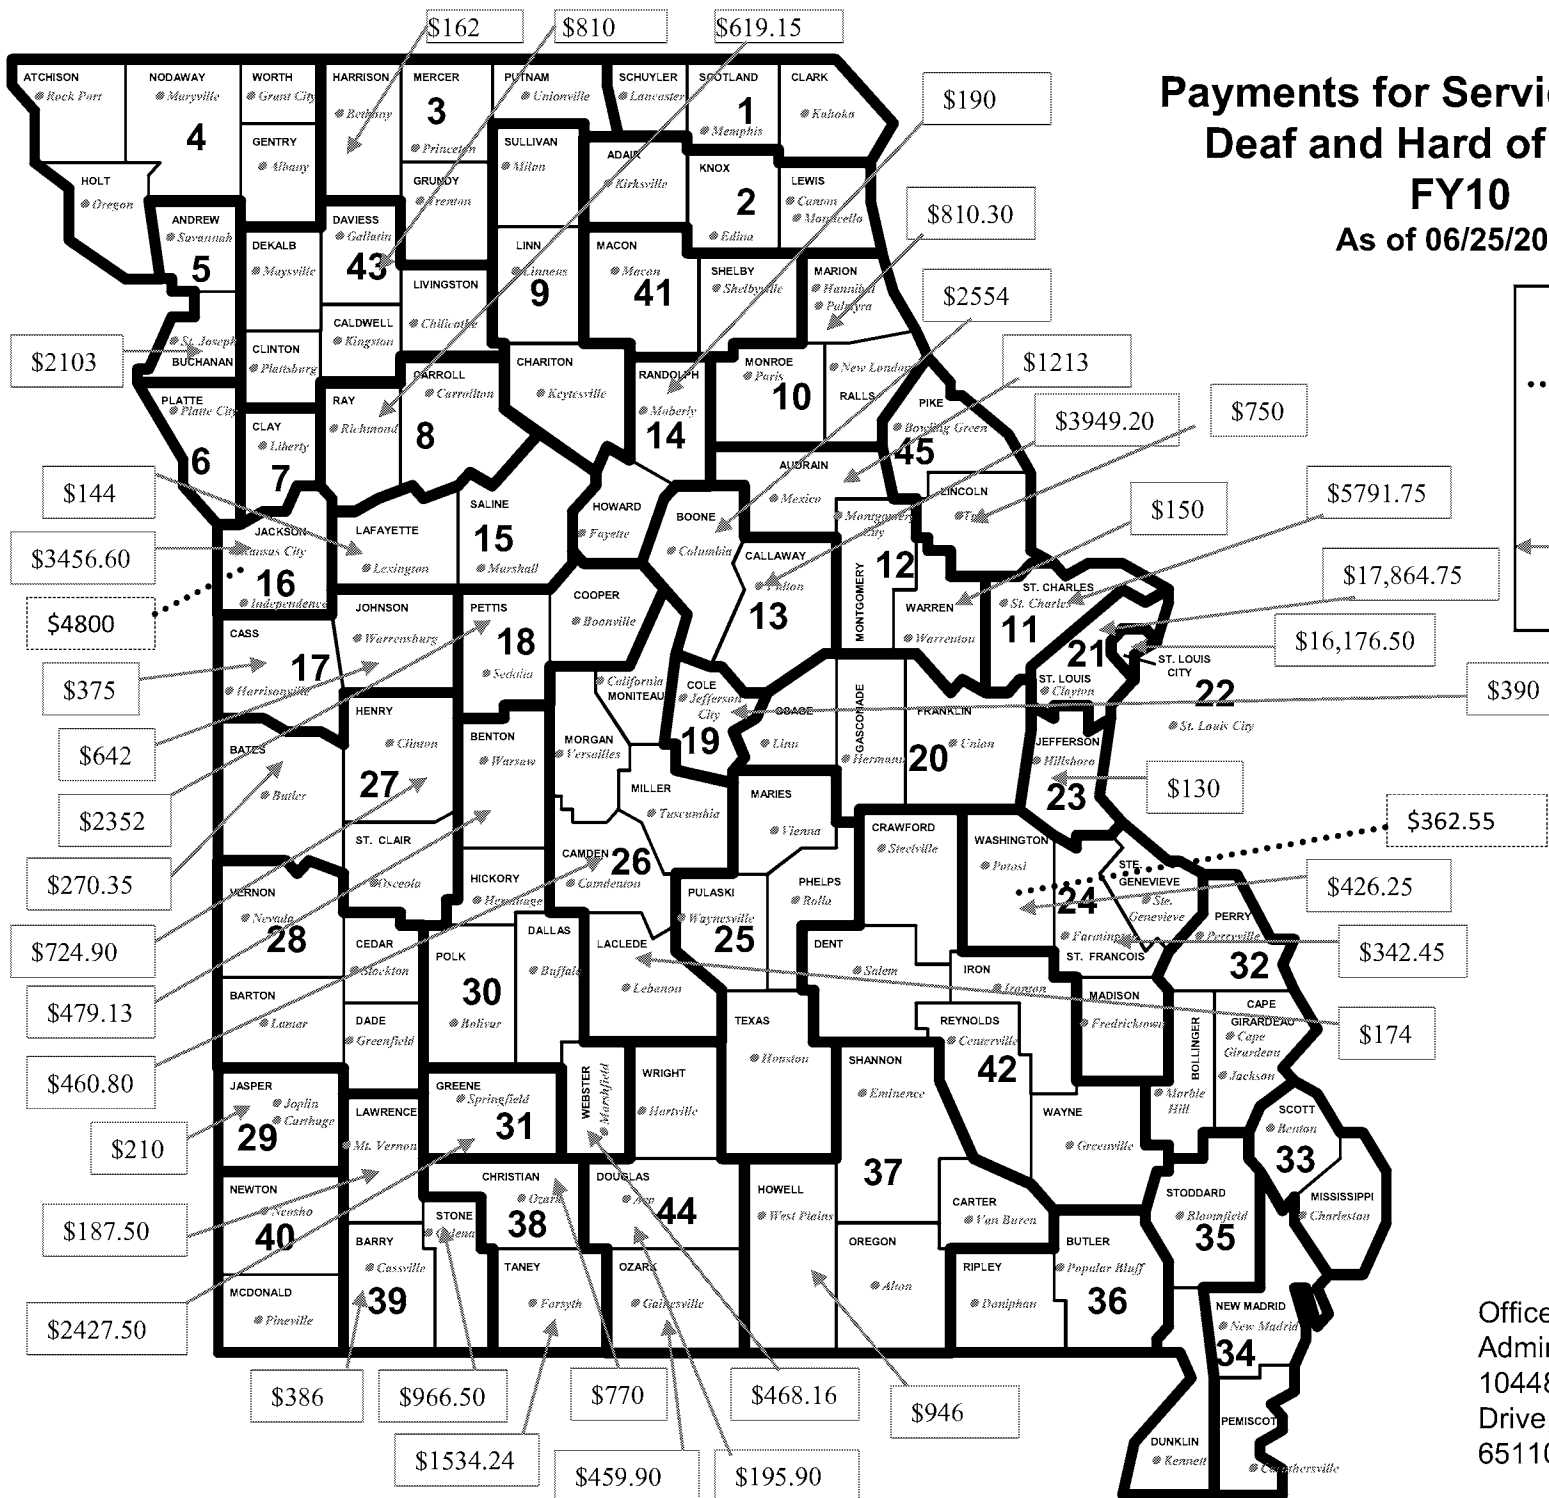 $162
$810
$619.15
ATCHISON
Rock Port
NODAWAY
Maryville
4
WORTH
Grant City
GENTRY
Albany
HOLT
Oregon
HARRISON
Bethany
MERCER
3
Princeton
PUTNAM
Unionville
SCHUYLER
Lancaster
SCOTLAND
1
Memphis
CLARK
Kahoka
$190
Payments for Servi
Deaf and Hard of
FY10
As of 06/25/20
SULLIVAN
Milan
ADAIR
Kirksville
KNOX
2
Edina
LEWIS
Canton
Monticello
GRUNDY
Trenton
ANDREW
Savannah
5
DEKALB
Maysville
DAVIESS
Gallatin
43
LIVINGSTON
Chilicothe
LINN
Linneus
9
MACON
Macon
41
SHELBY
Shelbyville
MARION
Hannibal
Palmyra
$810.30
$2554
$2103
St. Joseph
BUCHANAN
CLINTON
Plattsburg
CALDWELL
Kingston
CHARITON
Keytesville
RANDOLPH
Moberly
14
MONROE
Paris
10
New London
RALLS
$1213
PLATTE
Platte City
6
CLAY
Liberty
7
RAY
Richmond
CARROLL
Carrollton
8
PIKE
Bowling Green
45
$3949.20
$750
$144
AUDRAIN
Mexico
LINCOLN
$5791.75
$3456.60
JACKSON
Kansas City
16
Independence
LAFAYETTE
Lexington
SALINE
15
Marshall
HOWARD
Fayette
BOONE
Columbia
CALLAWAY
Fulton
13
Montgomery
City
MONTGOMERY
12
$150
WARREN
Warrenton
ST. CHARLES
St. Charles
11
$17,864.75
$4800
CASS
17
Harrisonville
JOHNSON
Warrensburg
PETTIS
18
Sedalia
COOPER
Boonville
21
ST. LOUIS
Clayton
ST. LOUIS
CITY
22
St. Louis City
$16,176.50
$375
California
MONITEAU
COLE
Jefferson
City
19
OSAGE
Linn
GASCONADE
Hermann
FRANKLIN
Union
20
$390
$642
BATES
Butler
HENRY
Clinton
27
BENTON
Warsaw
MORGAN
Versailles
MILLER
Tuscumbia
MARIES
Vienna
JEFFERSON
Hillsboro
23
$130
$2352
ST. CLAIR
Osceola
HICKORY
Hermitage
CAMDEN
26
Camdenton
PULASKI
Waynesville
25
PHELPS
Rolla
CRAWFORD
Steelville
WASHINGTON
Potosi
$362.55
$270.35
VERNON
Nevada
28
STE.
GENEVIEVE
Ste.
Genevieve
24
Farmington
ST. FRANCOIS
$426.25
$724.90
CEDAR
Stockton
POLK
30
Bolivar
DALLAS
Buffalo
LACLEDE
Lebanon
DENT
Salem
IRON
Ironton
PERRY
Perryville
32
$342.45
$479.13
BARTON
Lamar
DADE
Greenfield
TEXAS
Houston
REYNOLDS
Centerville
42
MADISON
Fredricktown
BOLLINGER
Marble
Hill
CAPE
GIRARDEAU
Cape
Girardeau
Jackson
$174
$460.80
JASPER
Joplin
Carthage
29
LAWRENCE
Mt. Vernon
GREENE
Springfield
31
WEBSTER
Marshfield
WRIGHT
Hartville
SHANNON
Eminence
WAYNE
Greenville
SCOTT
Benton
33
$210
NEWTON
Neosho
40
STONE
Galena
CHRISTIAN
Ozark
38
DOUGLAS
Ava
44
HOWELL
West Plains
37
CARTER
Van Buren
STODDARD
Bloomfield
35
MISSISSIPPI
Charleston
$187.50
BARRY
Cassville
39
TANEY
Forsyth
OZARK
Gainesville
OREGON
Alton
RIPLEY
Doniphan
BUTLER
Popular Bluff
36
MCDONALD
Pineville
$2427.50
NEW MADRID
New Madrid
34
$386
$966.50
$770
$468.16
$946
PEMISCOT
Caruthersville
DUNKLIN
Kennett
$1534.24
$459.90
$195.90
Office
Admi
1044
Drive
6511